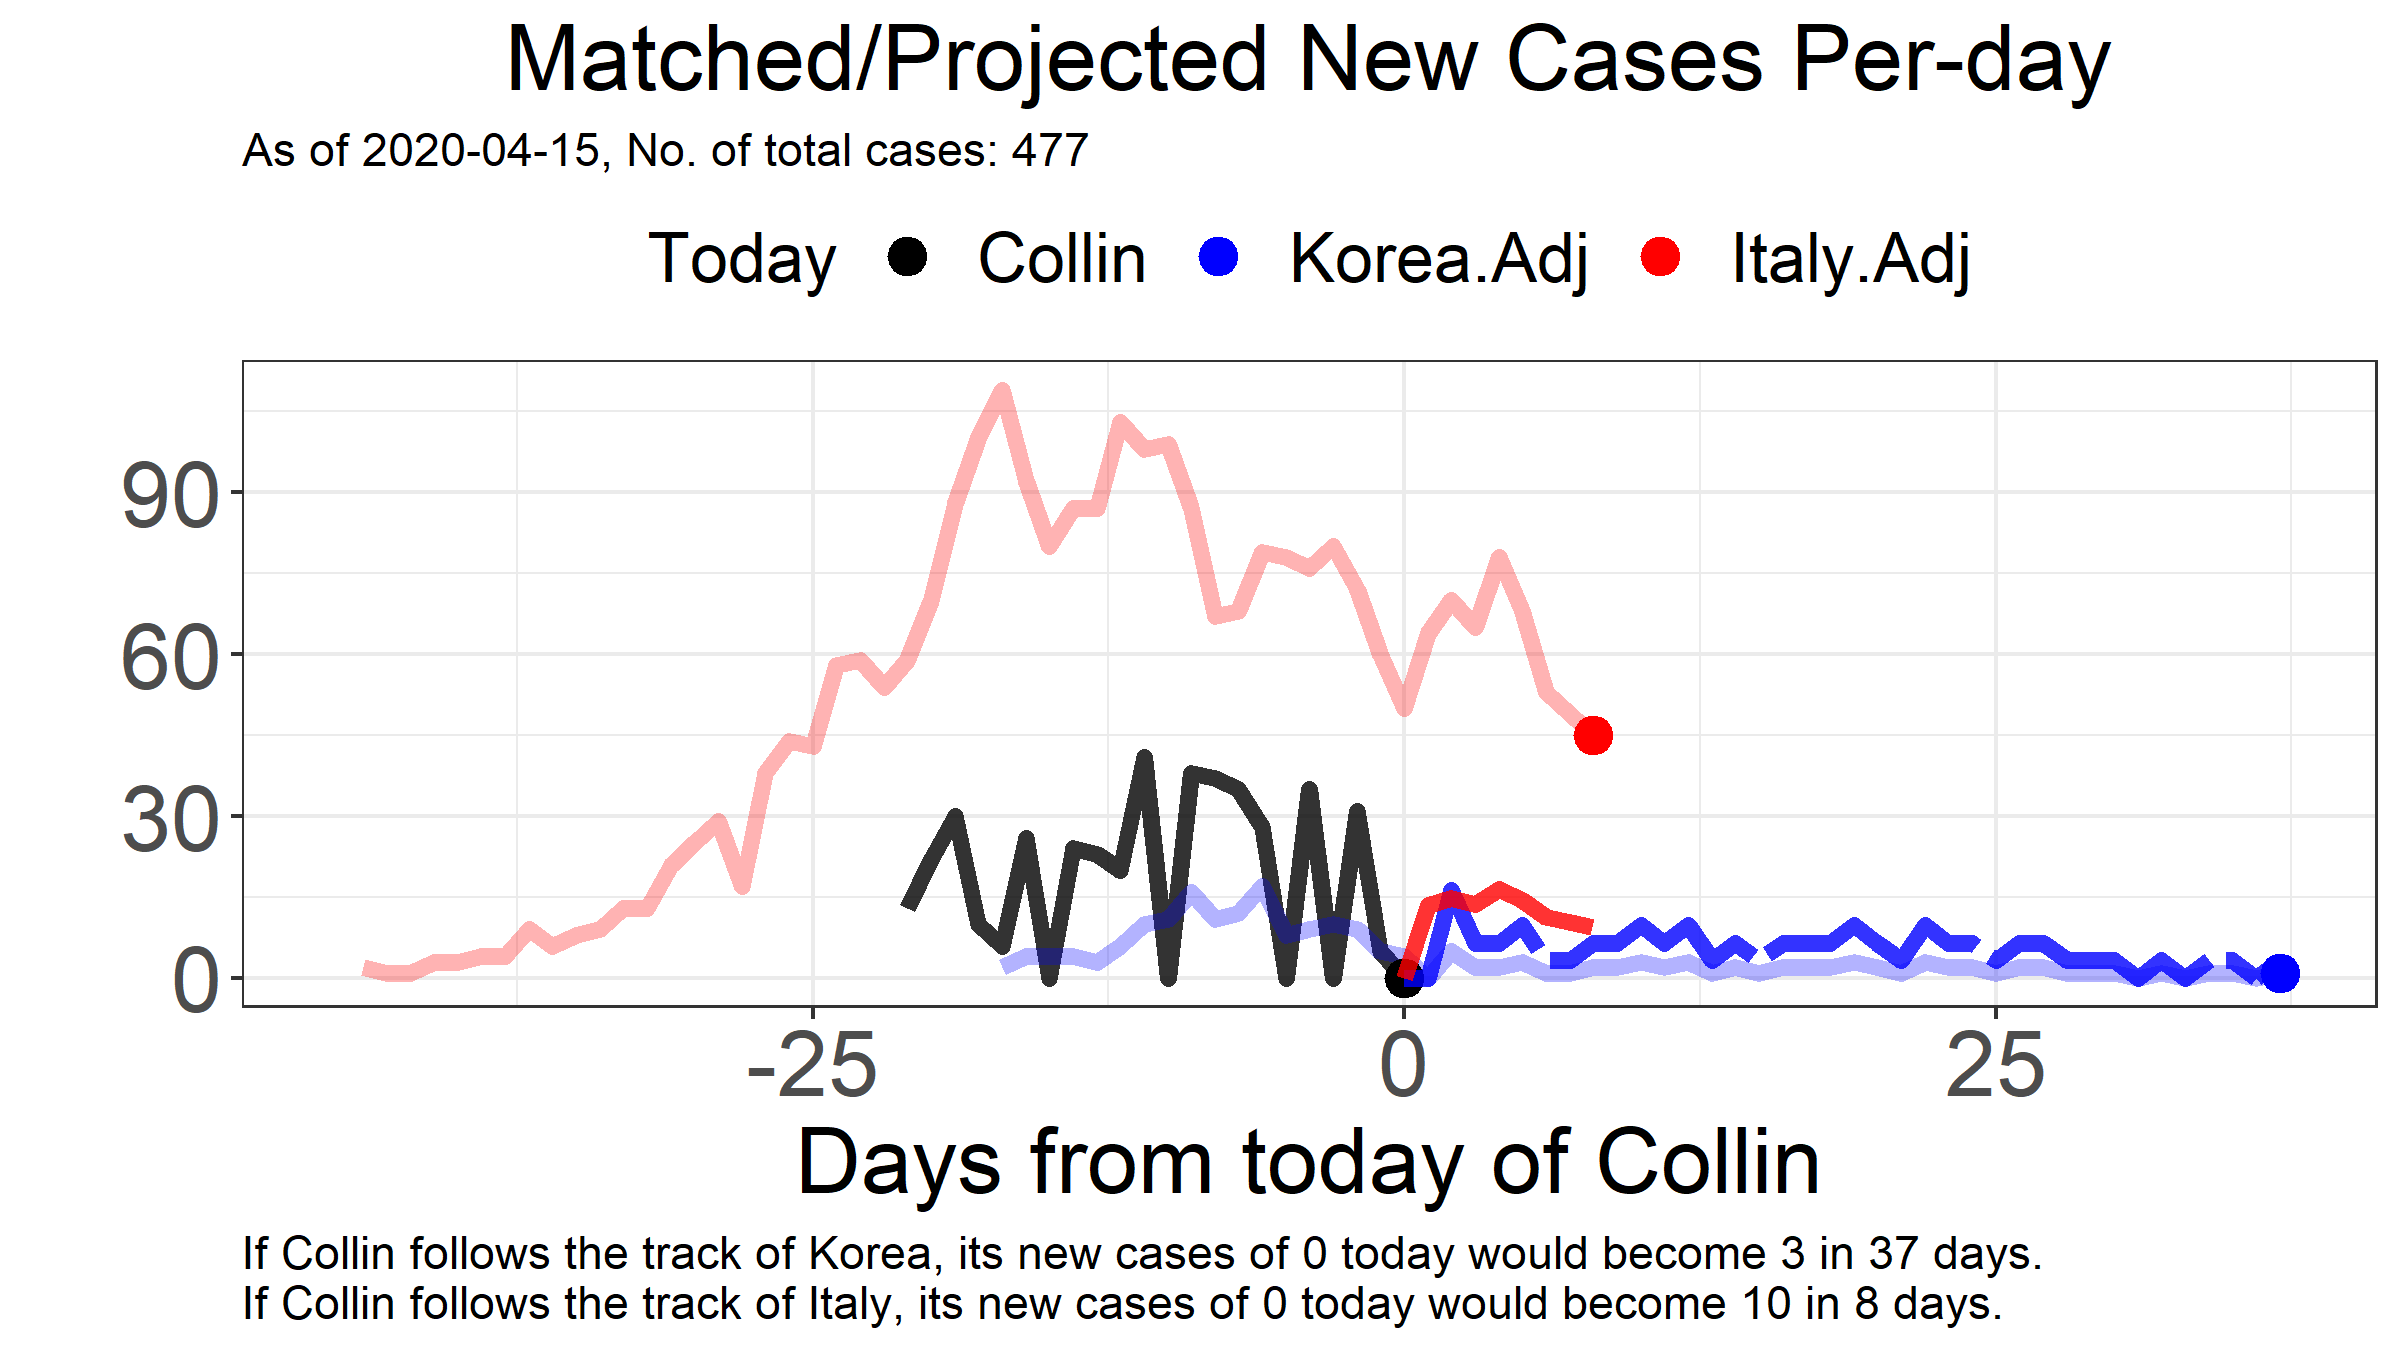 Matched/Projected New Cases Per-day
As of 2020-04-15, No. of total cases: 477
Today Collin Korea.Adj Italy.Adj
90
60
30
0
-25 0 25
Days from today of Collin
If Collin follows the track of Korea, its new cases of 0 today would become 3 in 37 days.
If Collin follows the track of Italy, its new cases of 0 today would become 10 in 8 days.